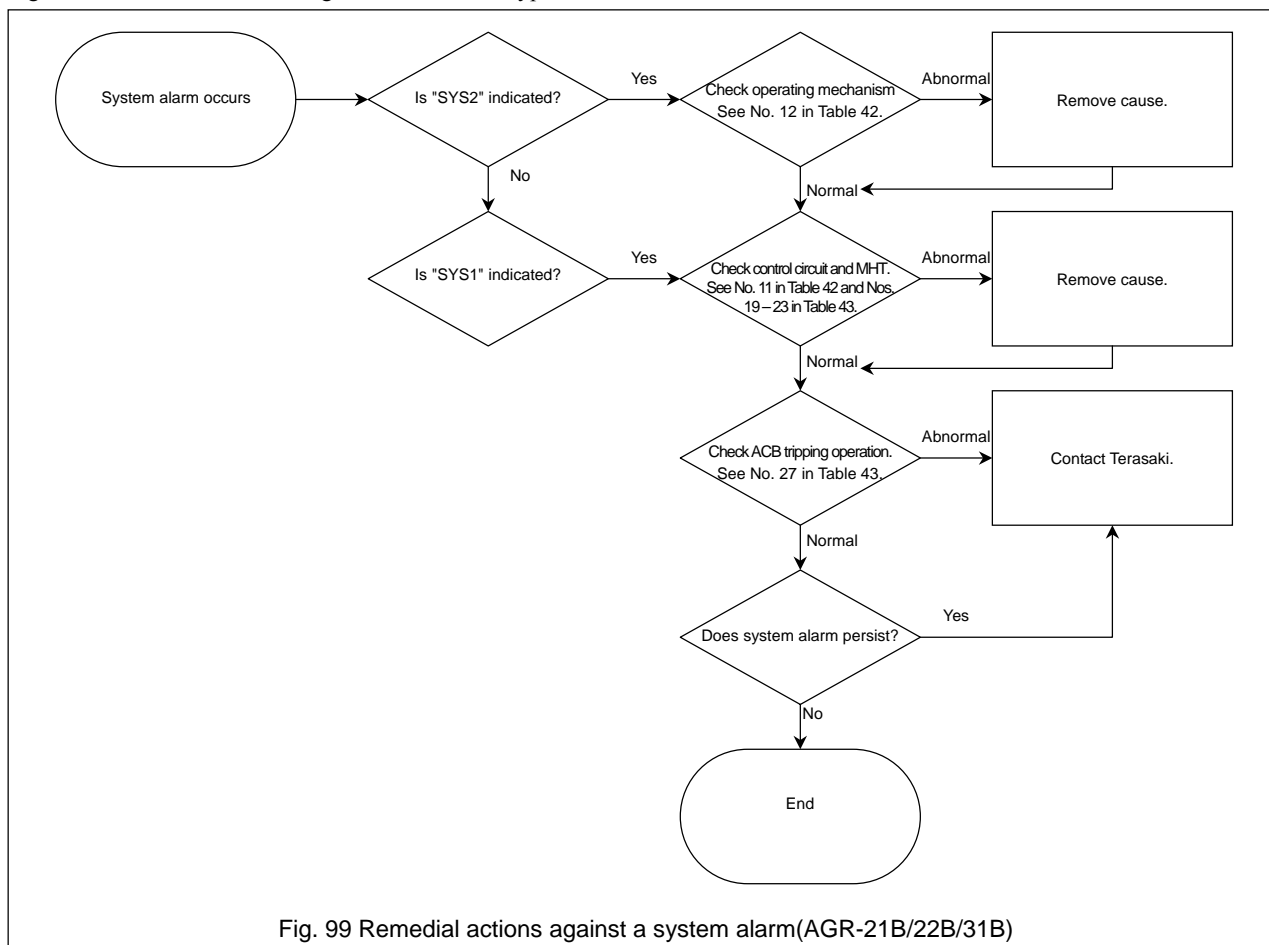 System alarm occurs
Is "SYS2" indicated?
Yes
Check operating mechanism
See No. 12 in Table 42.
Abnormal
Remove cause.
No
Normal
Is "SYS1" indicated?
Yes
Check control circuit and MHT.
See No. 11 in Table 42 and Nos.
19 – 23 in Table 43.
Abnormal
Remove cause.
Normal
Check ACB tripping operation.
See No. 27 in Table 43.
Abnormal
Contact Terasaki.
Normal
Does system alarm persist?
Yes
No
End
Fig. 99 Remedial actions against a system alarm(AGR-21B/22B/31B)